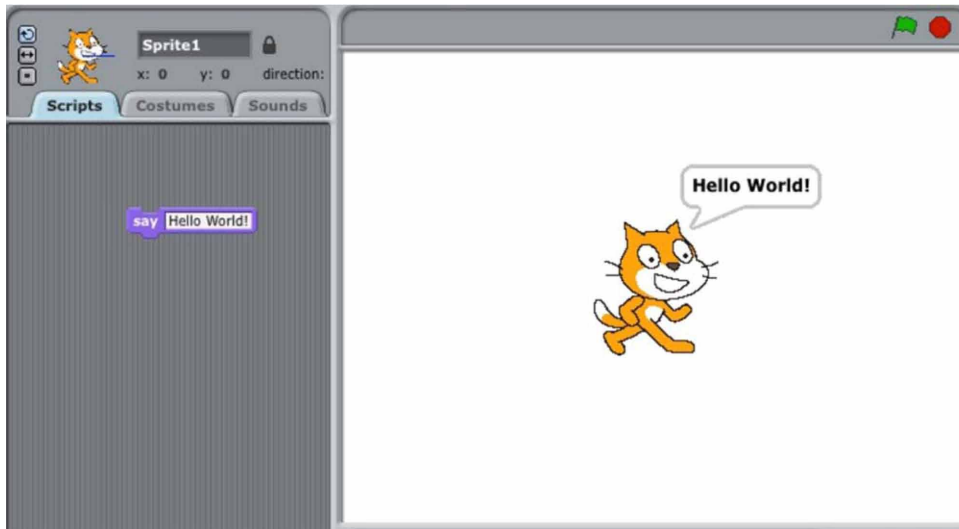 Sprite1
x: 0 y: 0 direction:
Scripts Costumes Sounds
say Hello World!
Hello World!